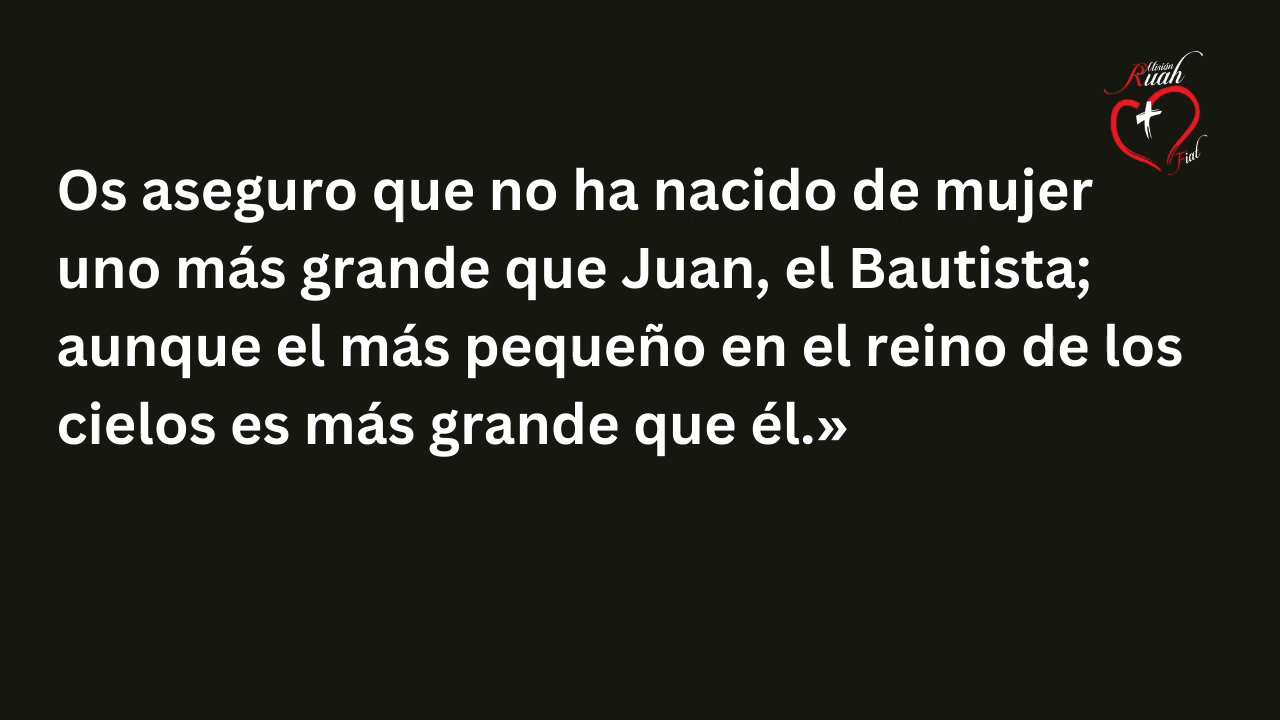 Misión
Ruah
Fiat
Os aseguro que no ha nacido de mujer
uno más grande que Juan, el Bautista;
aunque el más pequeño en el reino de los
cielos es más grande que él.»